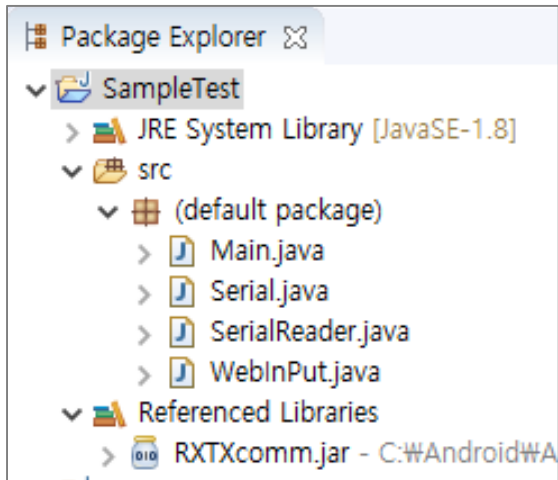 Package Explorer
SampleTest
JRE System Library [JavaSE-1.8]
src
(default package)
Main.java
Serial.java
SerialReader.java
WebInPut.java
Referenced Libraries
RXTXcomm.jar - C:₩Android₩A